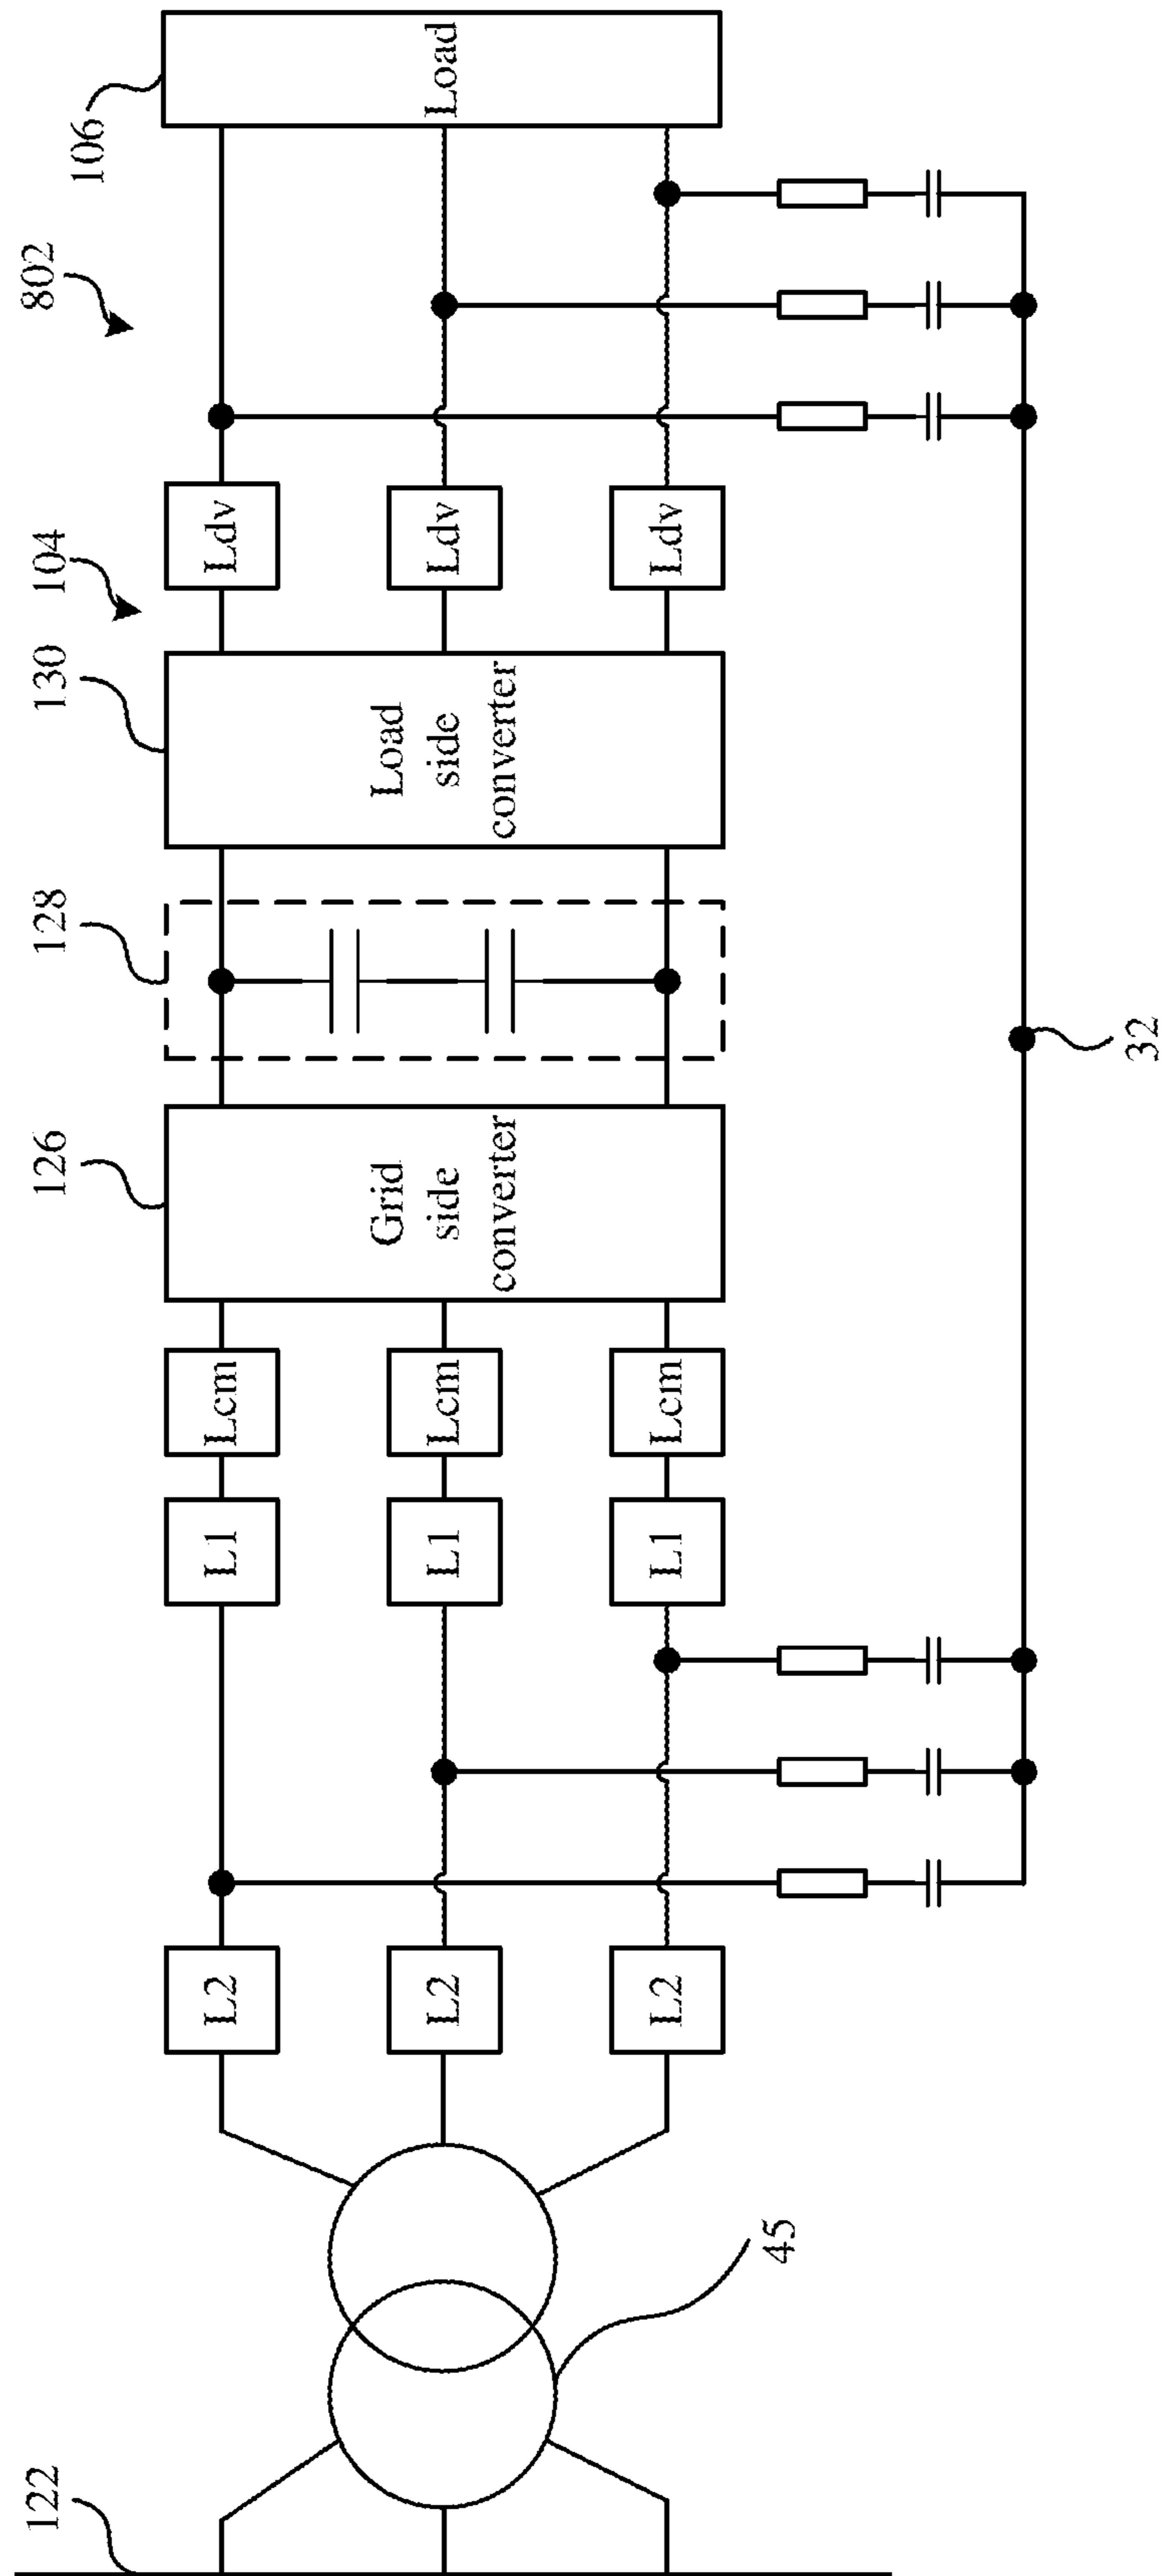 122
45
L2
L2
L2
L1
L1
L1
Lcm
Lcm
Lcm
126
Grid
side
converter
32
128
130
Load
side
converter
104
Ldv
Ldv
Ldv
802
106
Load